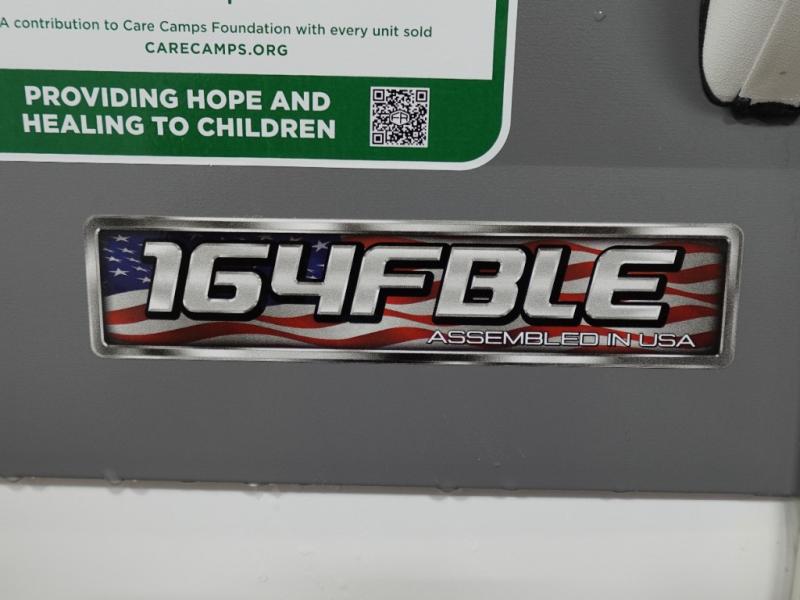 A contribution to Care Camps Foundation with every unit sold
CARECAMPS.ORG
PROVIDING HOPE AND
HEALING TO CHILDREN
164FBLE
ASSEMBLED IN USA